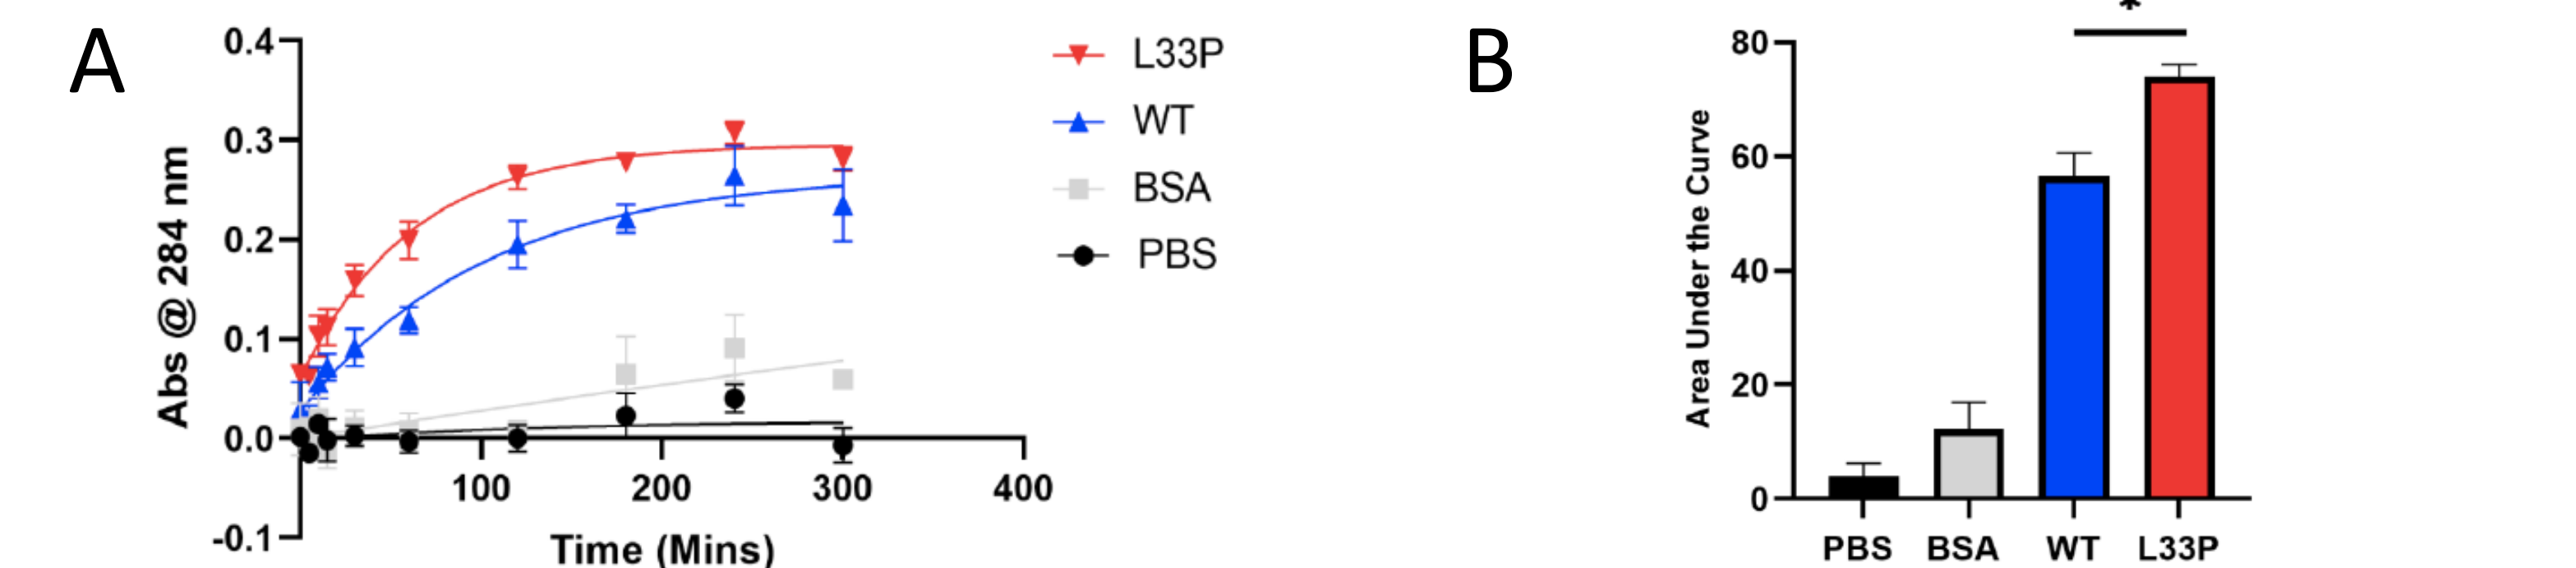 A
0.4
0.3
0.2
0.1
0.0
-0.1
Abs @ 284 nm
100
200
300
400
Time (Mins)
L33P
WT
BSA
PBS
B
*
80
60
40
20
0
Area Under the Curve
PBS
BSA
WT
L33P